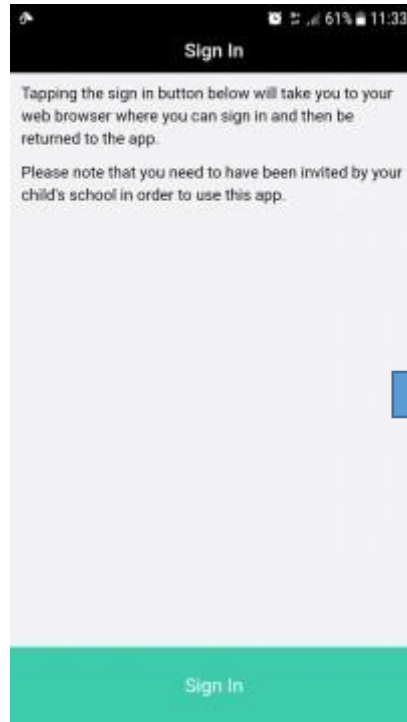 61% 11:33
Sign In
Tapping the sign in button below will take you to your
web browser where you can sign in and then be
returned to the app.
Please note that you need to have been invited by your
child's school in order to use this app.
Sign In